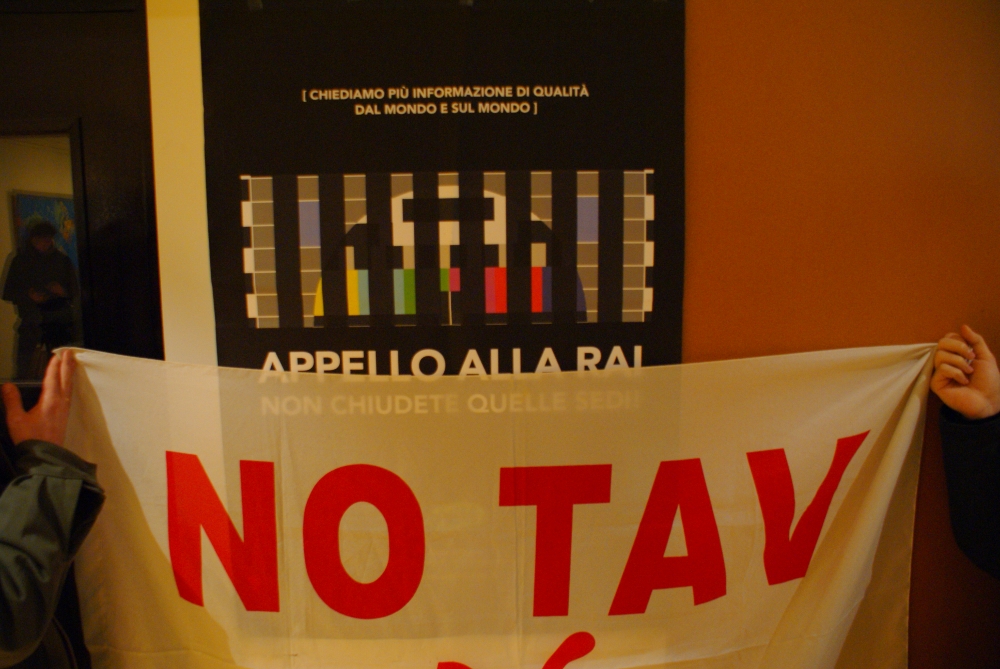 [ CHIEDIAMO PIÙ INFORMAZIONE DI QUALITÀ
DAL MONDO E SUL MONDO ]
APPELLO ALLA RAI
NON CHIUDETE QUELLE SEDI!
NO TAV